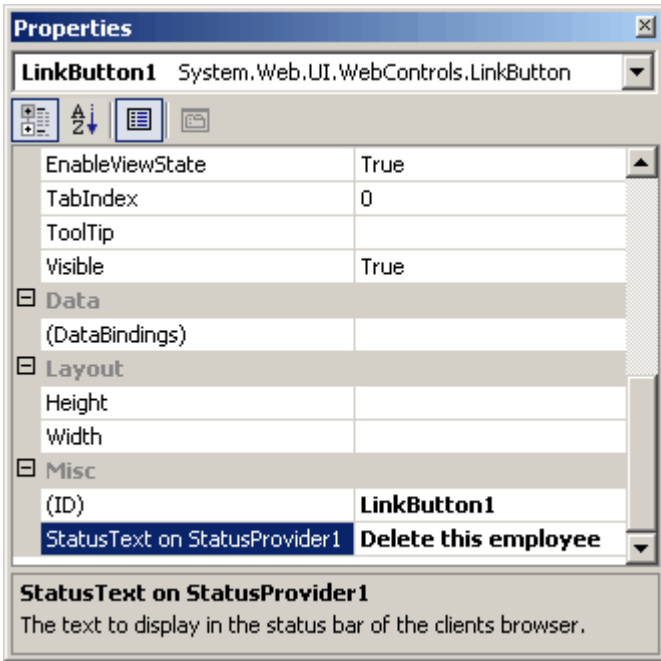 Properties
LinkButton1 System.Web.UI.WebControls.LinkButton
EnableViewState True
TabIndex 0
ToolTip
Visible True
Data
(DataBindings)
Layout
Height
Width
Misc
(ID) LinkButton1
StatusText on StatusProvider1 Delete this employee
StatusText on StatusProvider1
The text to display in the status bar of the clients browser.